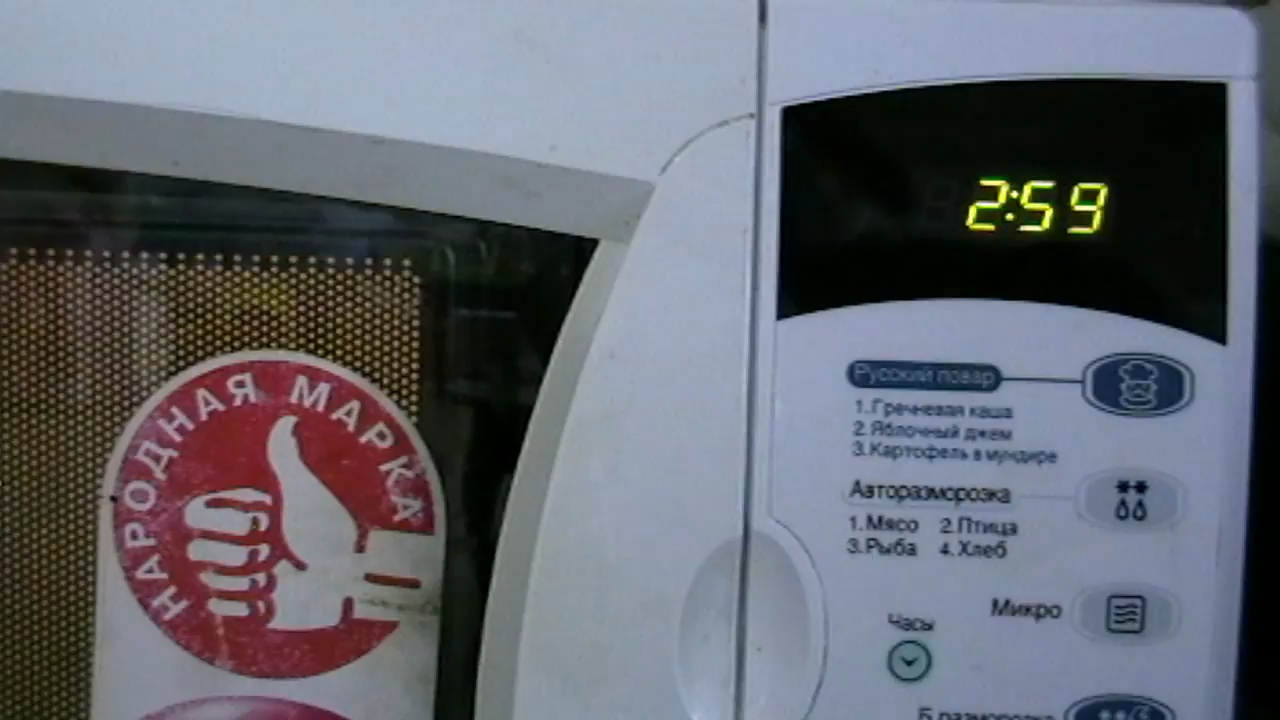 2:59
НАРОДНАЯ МАРКА
Русский повар
1.Гречневая каша
2.Яблочный джем
3.Картофель в мундире
Авторазморозка
1.Мясо 2.Птица
3.Рыба 4.Хлеб
Микро
Часы
Б.разморозка